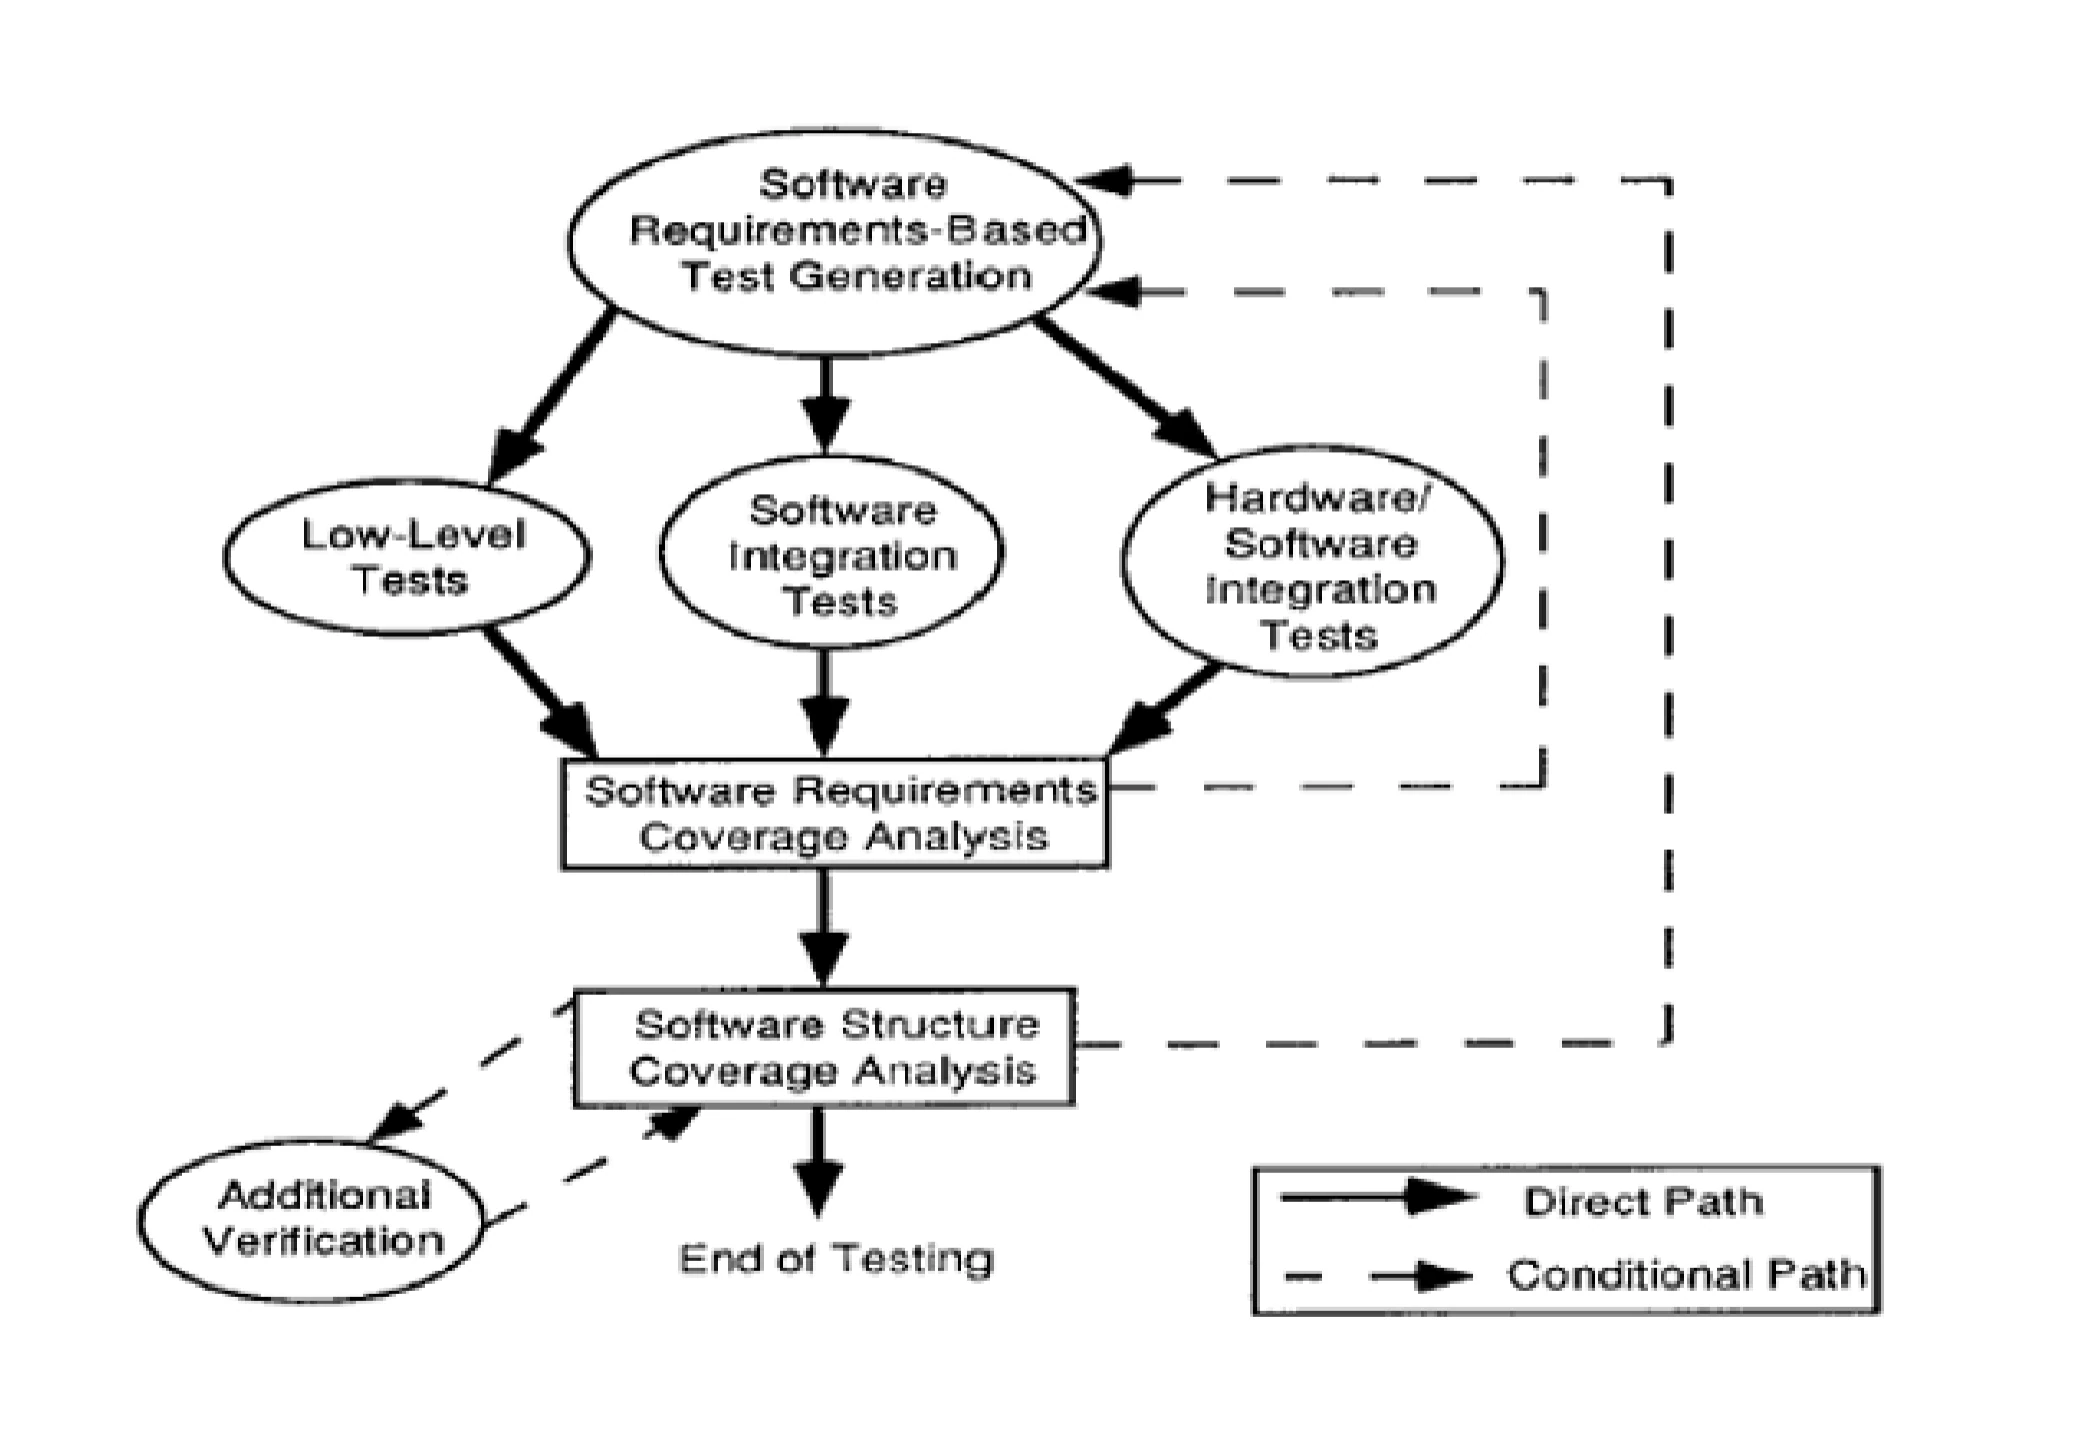 Software
Requirements-Based
Test Generation
Low-Level
Tests
Software
Integration
Tests
Hardware/
Software
Integration
Tests
Software Requirements
Coverage Analysis
Software Structure
Coverage Analysis
Additional
Verification
End of Testing
Direct Path
Conditional Path